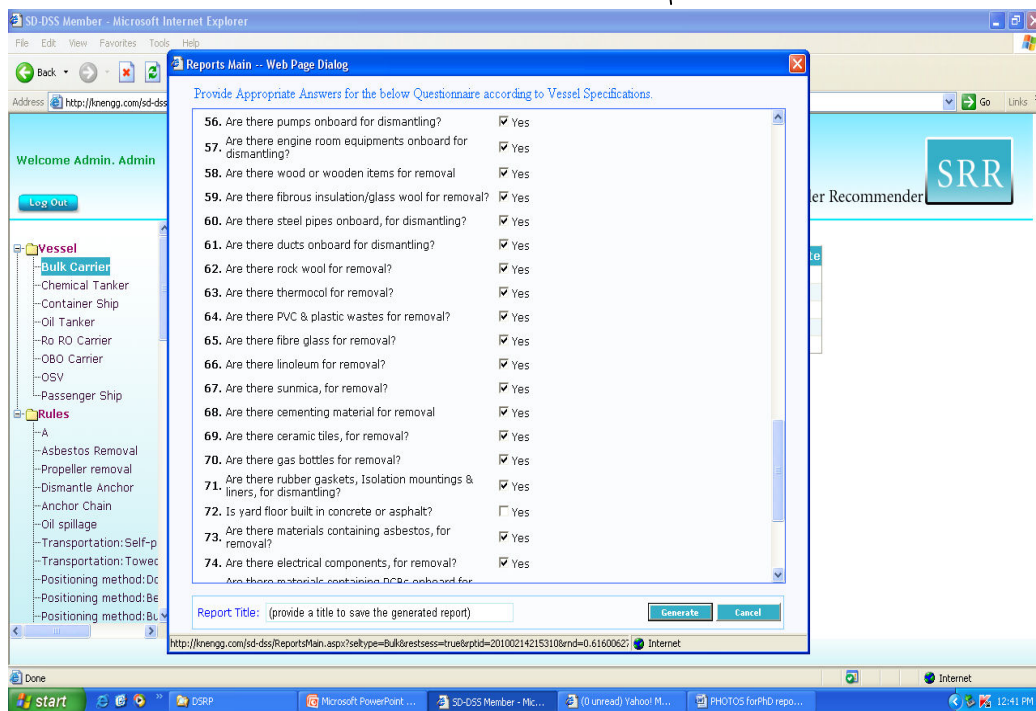 SD-DSS Member - Microsoft Internet Explorer
File Edit View Favorites Tools Help
Back
Address http://knengg.com/sd-dss
Go Links
Welcome Admin. Admin
Log Out
er Recommender
SRR
Vessel
Bulk Carrier
Chemical Tanker
Container Ship
Oil Tanker
Ro RO Carrier
OBO Carrier
OSV
Passenger Ship
Rules
A
Asbestos Removal
Propeller removal
Dismantle Anchor
Anchor Chain
Oil spillage
Transportation:Self-p
Transportation:Towed
Positioning method:Do
Positioning method:Be
Positioning method:Bu
te
Reports Main -- Web Page Dialog
Provide Appropriate Answers for the below Questionnaire according to Vessel Specifications.
56. Are there pumps onboard for dismantling? Yes
57. Are there engine room equipments onboard for
dismantling? Yes
58. Are there wood or wooden items for removal Yes
59. Are there fibrous insulation/glass wool for removal? Yes
60. Are there steel pipes onboard, for dismantling? Yes
61. Are there ducts onboard for dismantling? Yes
62. Are there rock wool for removal? Yes
63. Are there thermocol for removal? Yes
64. Are there PVC & plastic wastes for removal? Yes
65. Are there fibre glass for removal? Yes
66. Are there linoleum for removal? Yes
67. Are there sunmica, for removal? Yes
68. Are there cementing material for removal Yes
69. Are there ceramic tiles, for removal? Yes
70. Are there gas bottles for removal? Yes
71. Are there rubber gaskets, Isolation mountings &
liners, for dismantling? Yes
72. Is yard floor built in concrete or asphalt? Yes
73. Are there materials containing asbestos, for
removal? Yes
74. Are there electrical components, for removal? Yes
Are there materials containing PCBs onboard for
Report Title: (provide a title to save the generated report) Generate Cancel
http://knengg.com/sd-dss/ReportsMain.aspx?seltype=Bulk&restsess=true&rptid=20100214215310&rnd=0.6160062 Internet
Done Internet
start DSRP Microsoft PowerPoint ... SD-DSS Member - Mic... (0 unread) Yahoo! M... PHOTOS forPhD repo... 12:41 PM